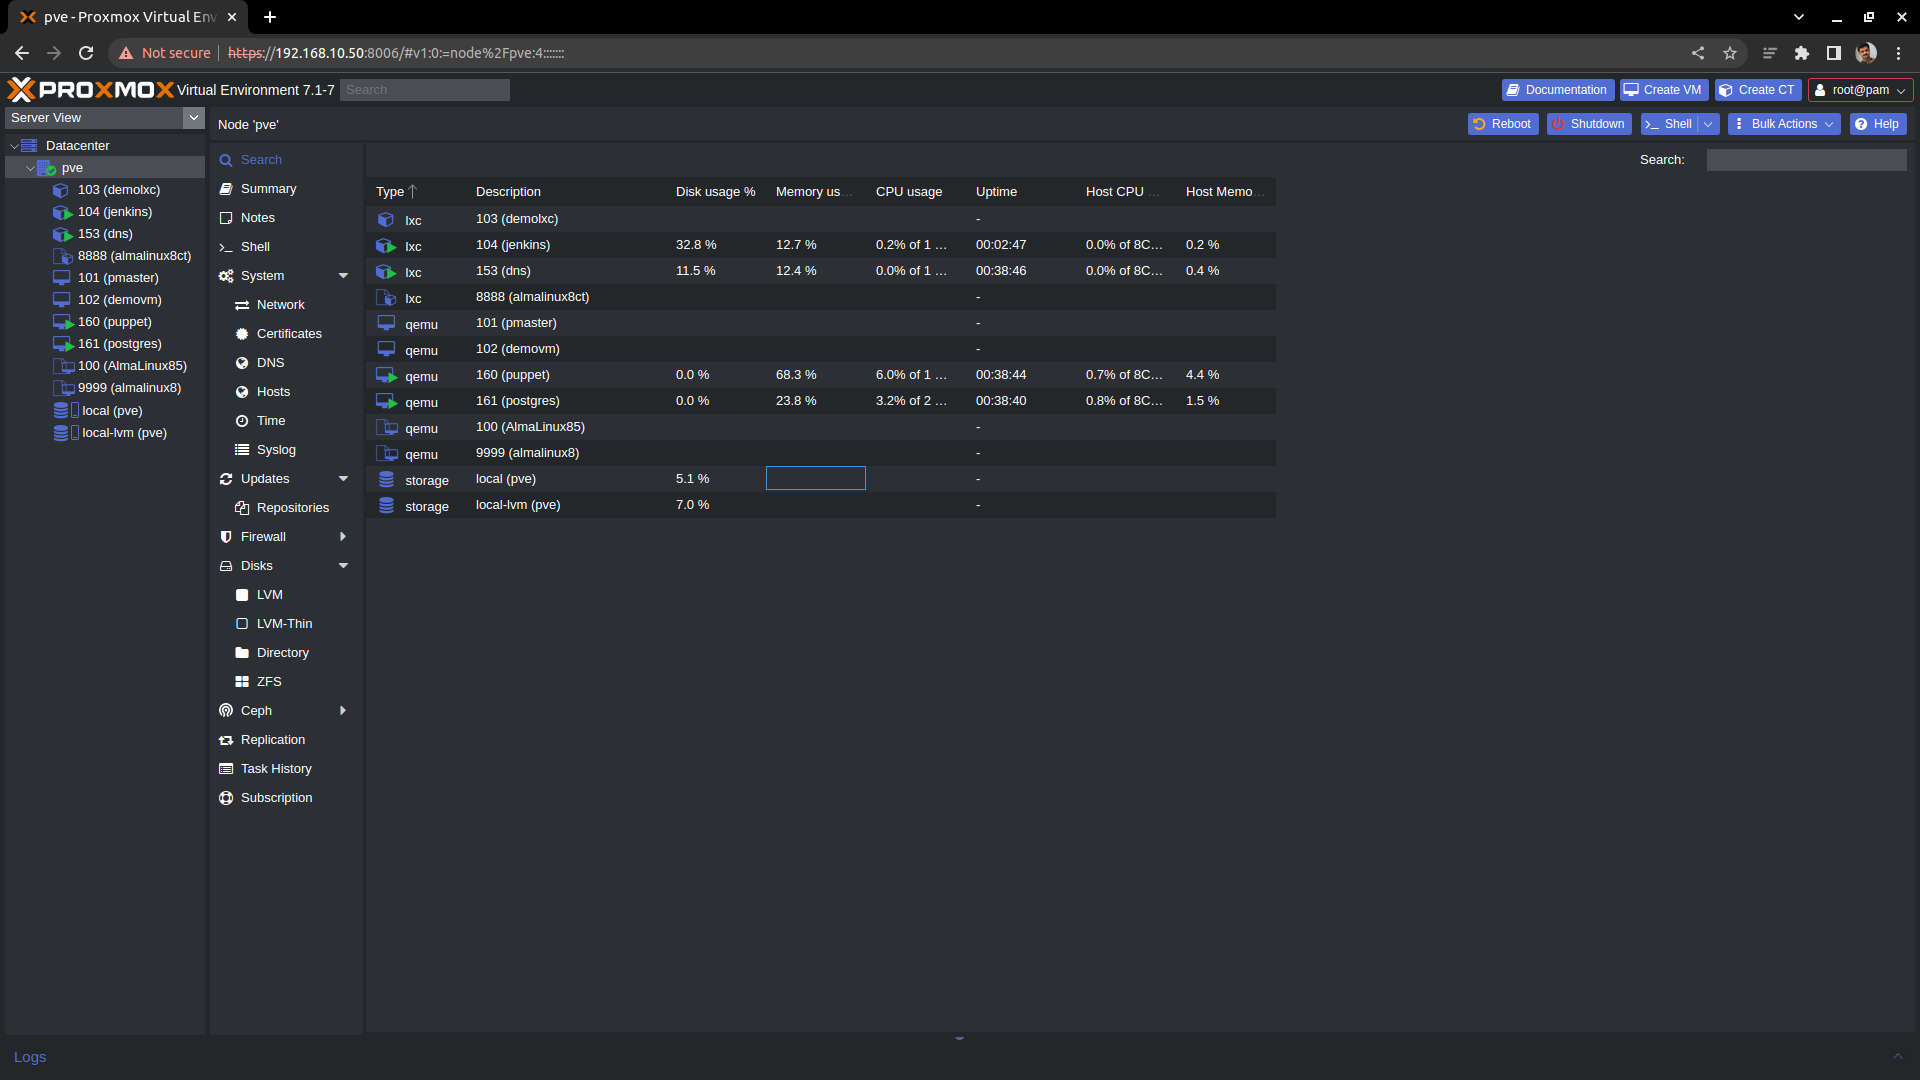 pve - Proxmox Virtual Env
Not secure https://192.168.10.50:8006/#v1:0:=node%2Fpve:4:::::::
PROXMOX Virtual Environment 7.1-7 Search Documentation Create VM Create CT root@pam
Server View
Node 'pve' Reboot Shutdown Shell Bulk Actions Help
Datacenter
pve
103 (demolxc)
104 (jenkins)
153 (dns)
8888 (almalinux8ct)
101 (pmaster)
102 (demovm)
160 (puppet)
161 (postgres)
100 (AlmaLinux85)
9999 (almalinux8)
local (pve)
local-lvm (pve)
Search
Summary
Notes
Shell
System
Network
Certificates
DNS
Hosts
Time
Syslog
Updates
Repositories
Firewall
Disks
LVM
LVM-Thin
Directory
ZFS
Ceph
Replication
Task History
Subscription
Search:
Type Description Disk usage % Memory us... CPU usage Uptime Host CPU ... Host Memo...
lxc 103 (demolxc) -
lxc 104 (jenkins) 32.8 % 12.7 % 0.2% of 1 ... 00:02:47 0.0% of 8C... 0.2 %
lxc 153 (dns) 11.5 % 12.4 % 0.0% of 1 ... 00:38:46 0.0% of 8C... 0.4 %
lxc 8888 (almalinux8ct) -
qemu 101 (pmaster) -
qemu 102 (demovm) -
qemu 160 (puppet) 0.0 % 68.3 % 6.0% of 1 ... 00:38:44 0.7% of 8C... 4.4 %
qemu 161 (postgres) 0.0 % 23.8 % 3.2% of 2 ... 00:38:40 0.8% of 8C... 1.5 %
qemu 100 (AlmaLinux85) -
qemu 9999 (almalinux8) -
storage local (pve) 5.1 % -
storage local-lvm (pve) 7.0 % -
Logs